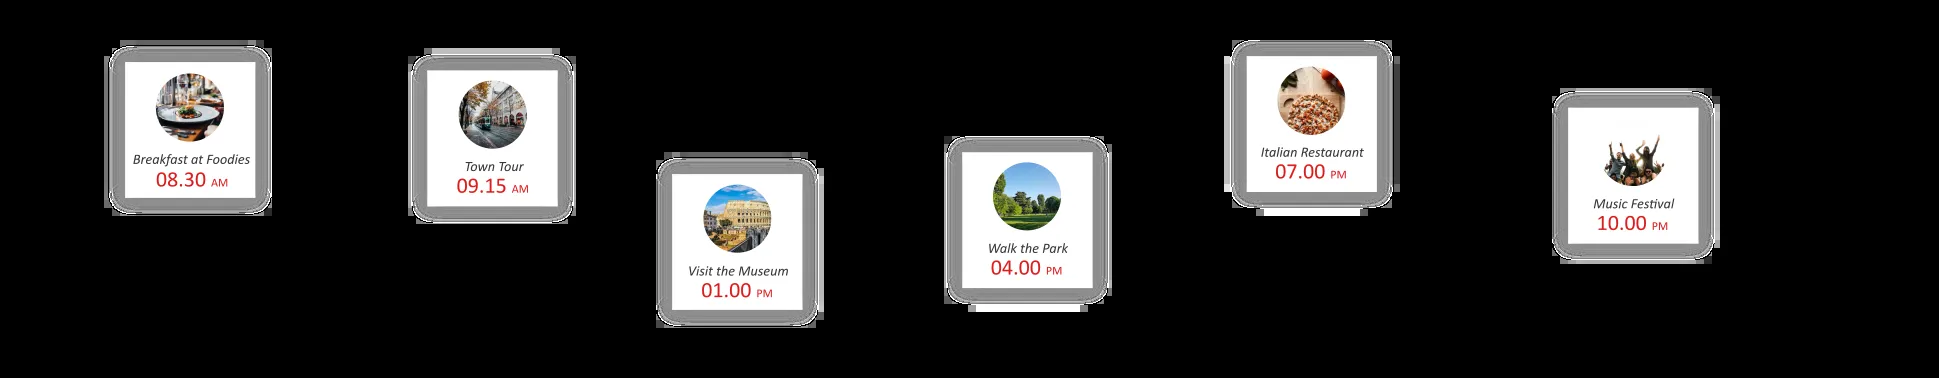 Breakfast at Foodies
08.30 AM
Town Tour
09.15 AM
Visit the Museum
01.00 PM
Walk the Park
04.00 PM
Italian Restaurant
07.00 PM
Music Festival
10.00 PM